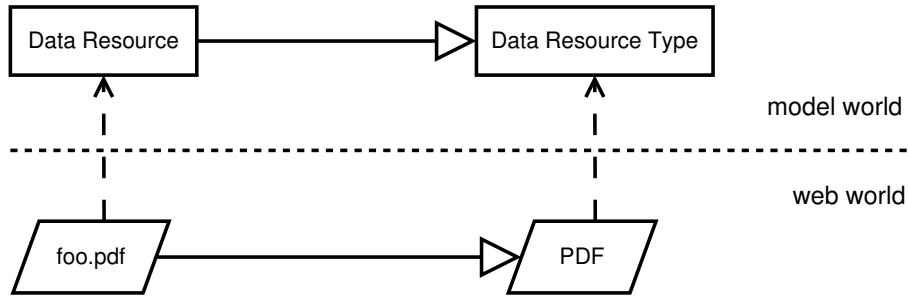 Data Resource
Data Resource Type
model world
web world
foo.pdf
PDF